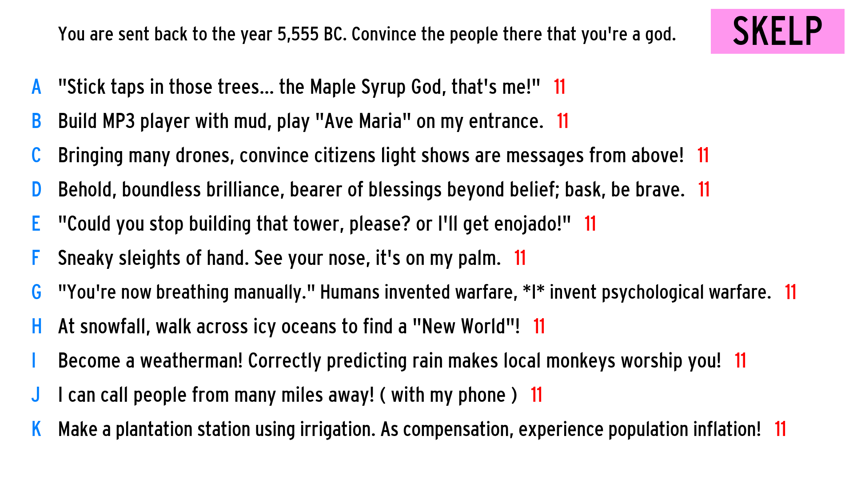 You are sent back to the year 5,555 BC. Convince the people there that you're a god.
SKELP
A "Stick taps in those trees... the Maple Syrup God, that's me!" 11
B Build MP3 player with mud, play "Ave Maria" on my entrance. 11
C Bringing many drones, convince citizens light shows are messages from above! 11
D Behold, boundless brilliance, bearer of blessings beyond belief; bask, be brave. 11
E "Could you stop building that tower, please? or I'll get enojado!" 11
F Sneaky sleights of hand. See your nose, it's on my palm. 11
G "You're now breathing manually." Humans invented warfare, *I* invent psychological warfare. 11
H At snowfall, walk across icy oceans to find a "New World"! 11
I Become a weatherman! Correctly predicting rain makes local monkeys worship you! 11
J I can call people from many miles away! ( with my phone ) 11
K Make a plantation station using irrigation. As compensation, experience population inflation! 11